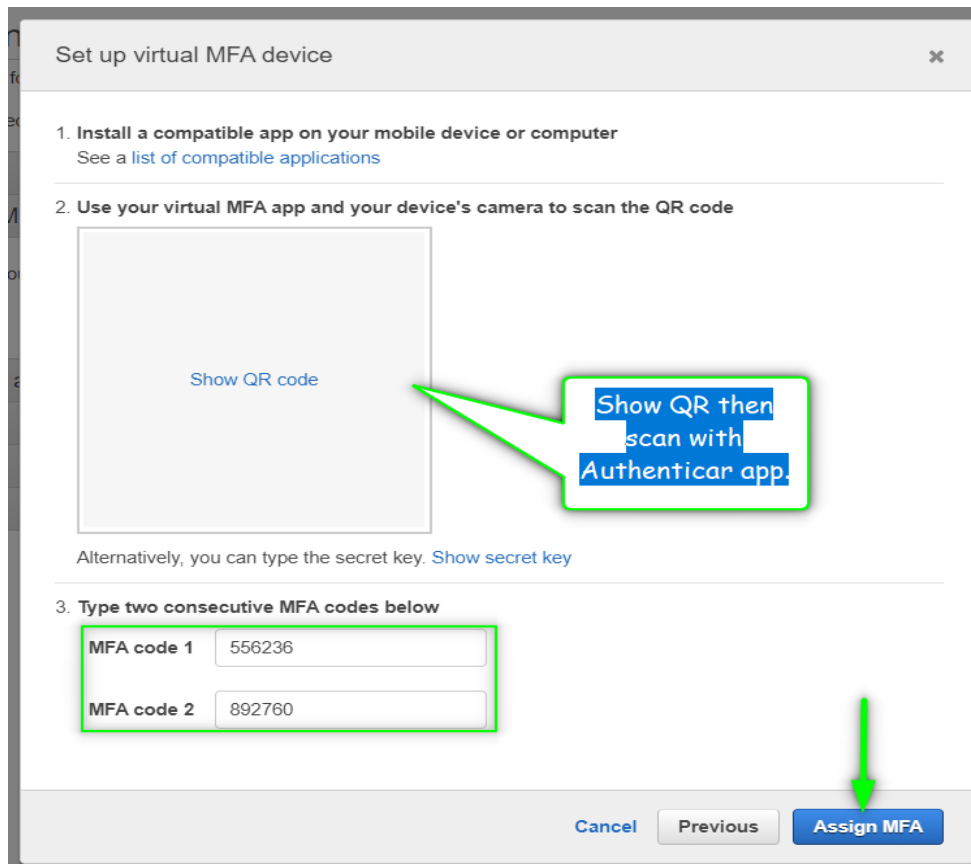 Set up virtual MFA device
1. Install a compatible app on your mobile device or computer
See a list of compatible applications
2. Use your virtual MFA app and your device's camera to scan the QR code
Show QR code
Show QR then
scan with
Authenticar app.
Alternatively, you can type the secret key. Show secret key
3. Type two consecutive MFA codes below
MFA code 1 556236
MFA code 2 892760
Cancel Previous Assign MFA